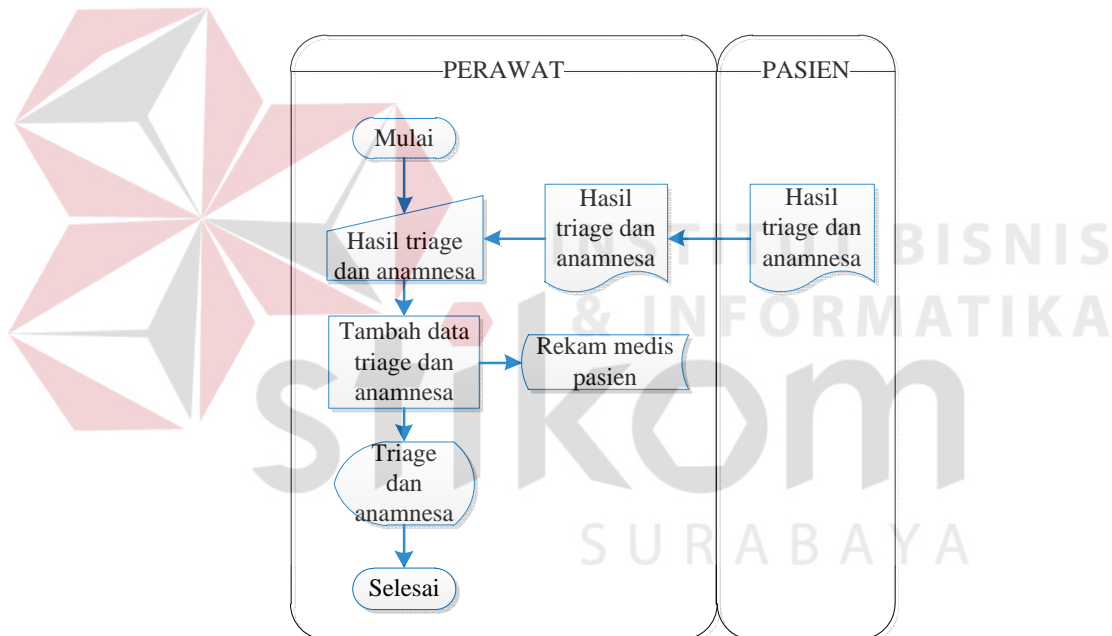 PERAWAT
PASIEN
Mulai
Hasil triage
dan anamnesa
Hasil
triage dan
anamnesa
Hasil
triage dan
anamnesa
Tambah data
triage dan
anamnesa
Rekam medis
pasien
Triage
dan
anamnesa
Selesai
INSTITUT BISNIS
& INFORMATIKA
stikom
SURABAYA